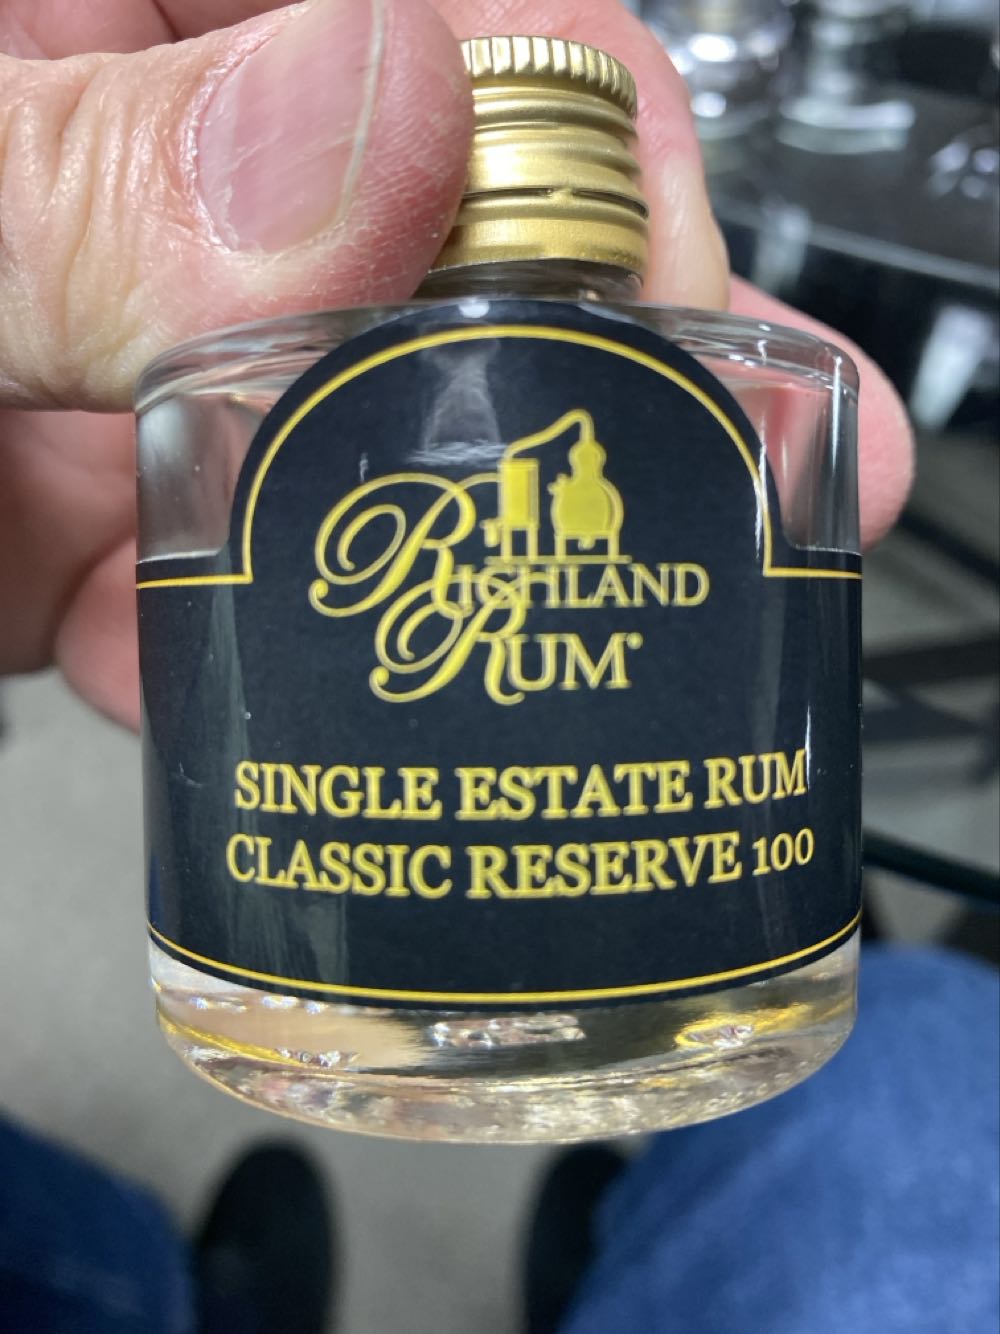 RICHLAND
RUM
SINGLE ESTATE RUM
CLASSIC RESERVE 100